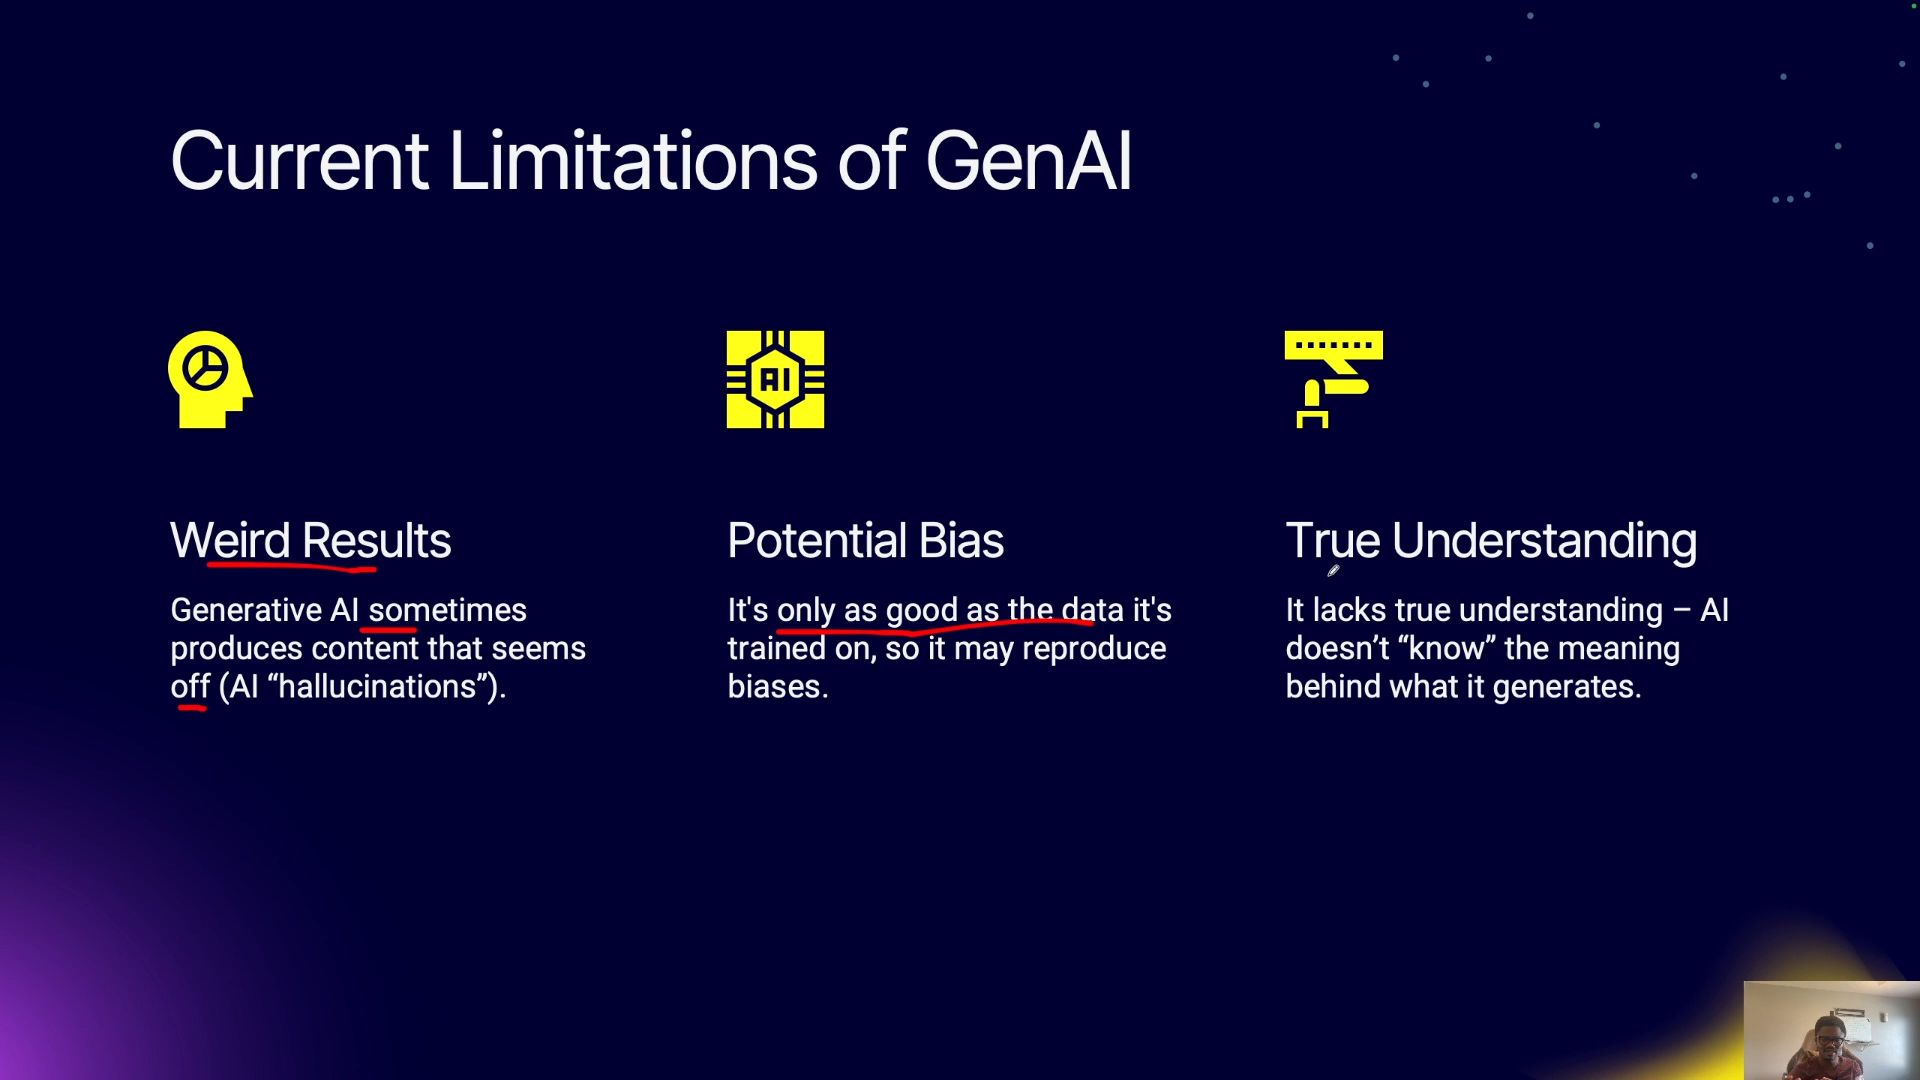 Current Limitations of GenAI
AI
Weird Results
Generative AI sometimes
produces content that seems
off (AI “hallucinations”).
Potential Bias
It's only as good as the data it's
trained on, so it may reproduce
biases.
True Understanding
It lacks true understanding – AI
doesn’t “know” the meaning
behind what it generates.